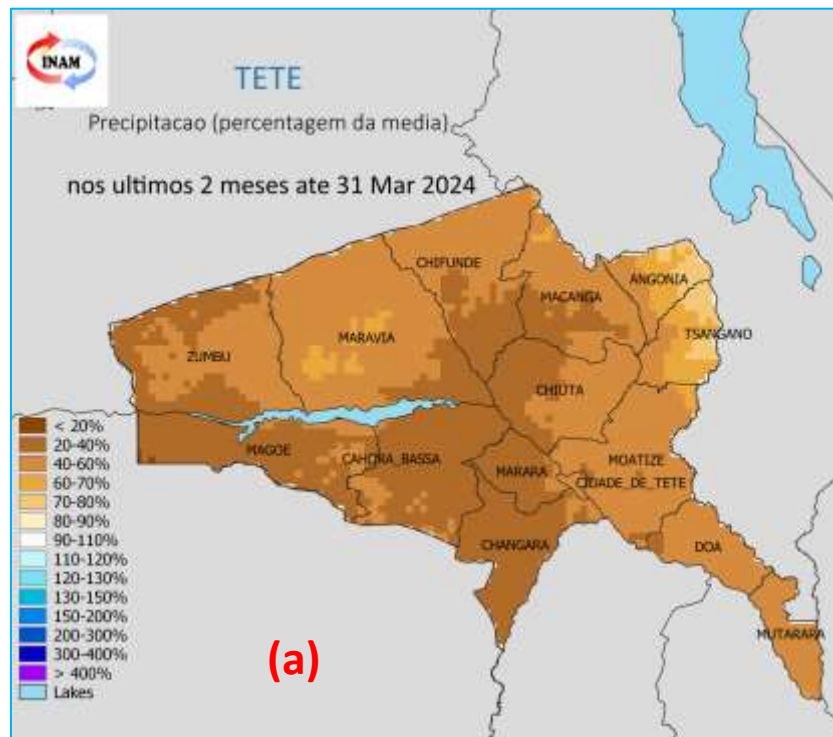 INAM
TETE
Precipitacao (percentagem da media)
nos ultimos 2 meses ate 31 Mar 2024
CHIFUNDE
ANGONIA
MACANGA
TSANGANO
MARAVIA
ZUMBU
CHIUTA
MAGOE
CAHORA_BASSA
MARARA
MOATIZE
CIDADE_DE_TETE
CHANGARA
DOA
MUTARARA
< 20%
20-40%
40-60%
60-70%
70-80%
80-90%
90-110%
110-120%
120-130%
130-150%
150-200%
200-300%
300-400%
> 400%
Lakes
(a)